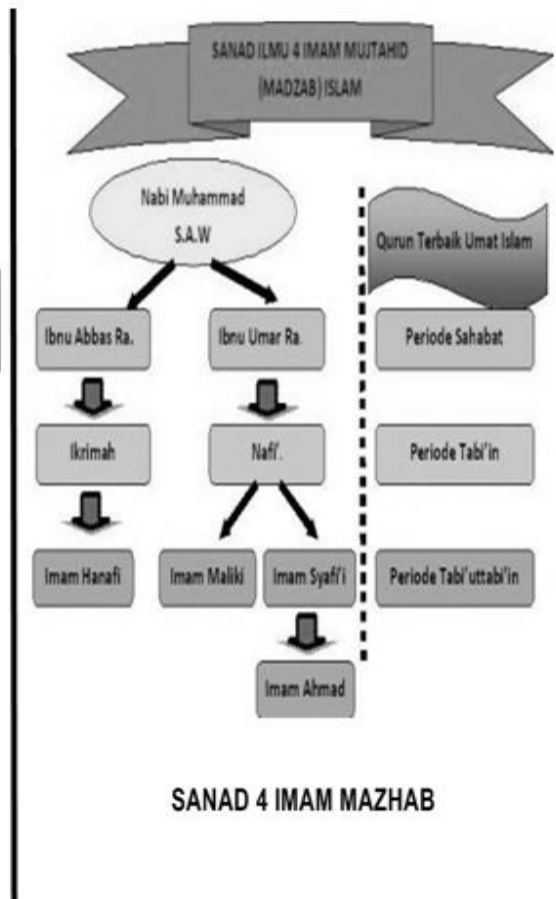 SANAD ILMU 4 IMAM MUJTAHID
(MADZAB) ISLAM
Nabi Muhammad
S.A.W
Qurun Terbaik Umat Islam
Ibnu Abbas Ra.
Ibnu Umar Ra.
Periode Sahabat
Ikrimah
Nafi'.
Periode Tabi'in
Imam Hanafi
Imam Maliki
Imam Syafi'i
Periode Tabi'uttabi'in
Imam Ahmad
SANAD 4 IMAM MAZHAB